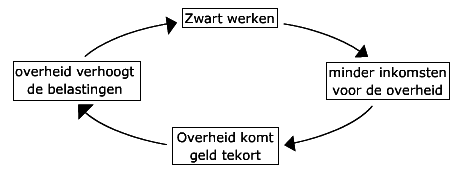 Zwart werken
minder inkomsten
voor de overheid
Overheid komt
geld tekort
overheid verhoogt
de belastingen